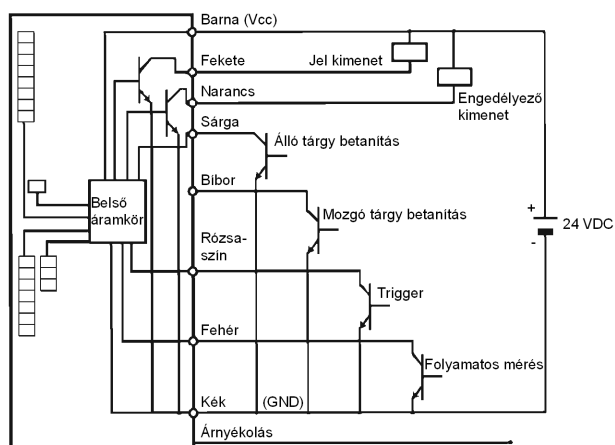 Barna (Vcc)
Fekete
Jel kimenet
Narancs
Engedélyező
kimenet
Sárga
Álló tárgy betanítás
Bíbor
Belső
áramkör
Mozgó tárgy betanítás
+
24 VDC
-
Rózsa-
szín
Trigger
Fehér
Folyamatos mérés
Kék
(GND)
Árnyékolás